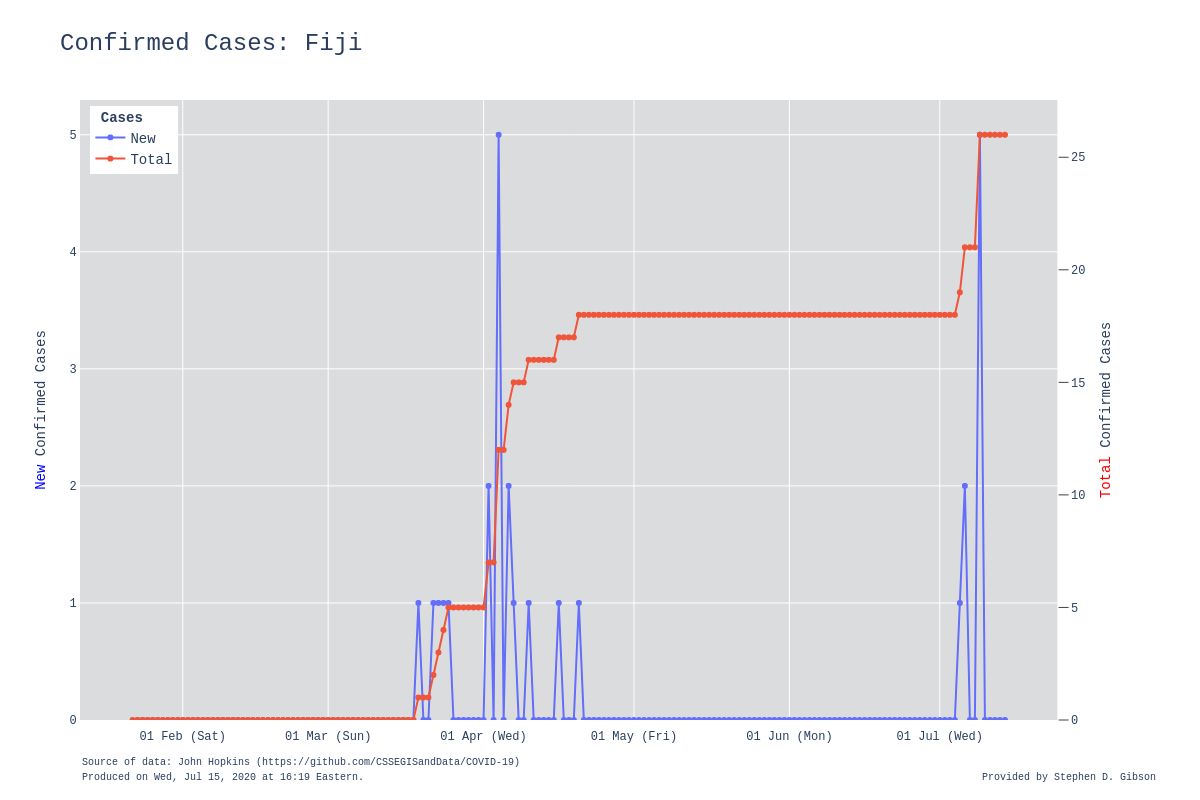 Confirmed Cases: Fiji
Cases
New
Total
5
4
3
2
1
0
New Confirmed Cases
25
20
15
10
5
0
Total Confirmed Cases
01 Feb (Sat)
01 Mar (Sun)
01 Apr (Wed)
01 May (Fri)
01 Jun (Mon)
01 Jul (Wed)
Source of data: John Hopkins (https://github.com/CSSEGISandData/COVID-19)
Produced on Wed, Jul 15, 2020 at 16:19 Eastern.
Provided by Stephen D. Gibson